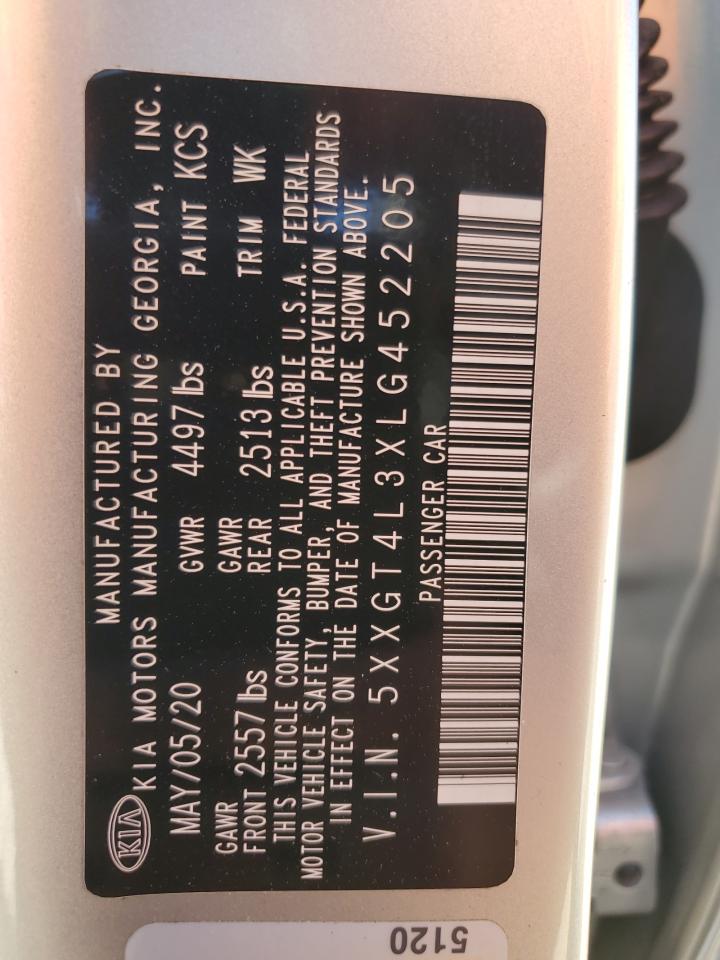 MANUFACTURED BY
KIA KIA MOTORS MANUFACTURING GEORGIA, INC.
MAY/05/20 GVWR 4497 lbs PAINT KCS
GAWR GAWR
FRONT 2557 lbs REAR 2513 lbs TRIM WK
THIS VEHICLE CONFORMS TO ALL APPLICABLE U.S.A. FEDERAL
MOTOR VEHICLE SAFETY, BUMPER, AND THEFT PREVENTION STANDARDS
IN EFFECT ON THE DATE OF MANUFACTURE SHOWN ABOVE.
V.I.N. 5XXGT4L3XLG452205
PASSENGER CAR
5120